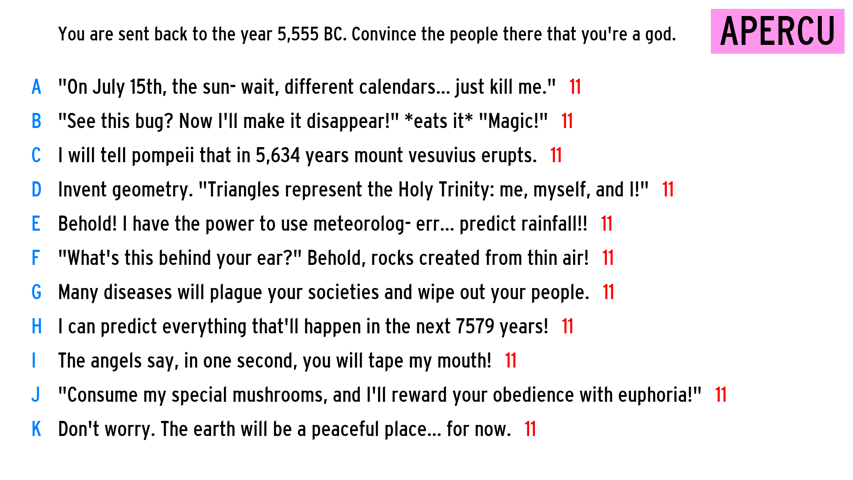 You are sent back to the year 5,555 BC. Convince the people there that you're a god.
APERCU
A "On July 15th, the sun- wait, different calendars... just kill me." 11
B "See this bug? Now I'll make it disappear!" *eats it* "Magic!" 11
C I will tell pompeii that in 5,634 years mount vesuvius erupts. 11
D Invent geometry. "Triangles represent the Holy Trinity: me, myself, and I!" 11
E Behold! I have the power to use meteorolog- err... predict rainfall!! 11
F "What's this behind your ear?" Behold, rocks created from thin air! 11
G Many diseases will plague your societies and wipe out your people. 11
H I can predict everything that'll happen in the next 7579 years! 11
I The angels say, in one second, you will tape my mouth! 11
J "Consume my special mushrooms, and I'll reward your obedience with euphoria!" 11
K Don't worry. The earth will be a peaceful place... for now. 11